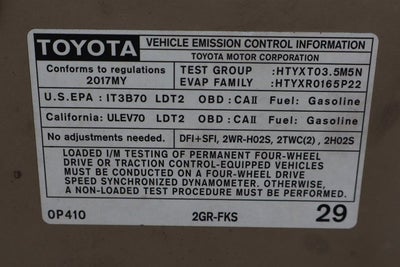 TOYOTA
VEHICLE EMISSION CONTROL INFORMATION
TOYOTA MOTOR CORPORATION
Conforms to regulations
2017MY
TEST GROUP :HTYXT03.5M5N
EVAP FAMILY :HTYXR0165P22
U.S.EPA : IT3B70 LDT2 OBD : CAII Fuel: Gasoline
California: ULEV70 LDT2 OBD : CAII Fuel: Gasoline
No adjustments needed. DFI+SFI, 2WR-HO2S, 2TWC(2), 2HO2S
LOADED I/M TESTING OF PERMANENT FOUR-WHEEL
DRIVE OR TRACTION CONTROL-EQUIPPED VEHICLES
MUST BE CONDUCTED ON A FOUR-WHEEL DRIVE
SPEED SYNCHRONIZED DYNAMOMETER. OTHERWISE,
A NON-LOADED TEST PROCEDURE MUST BE PERFORMED.
0P410 2GR-FKS 29